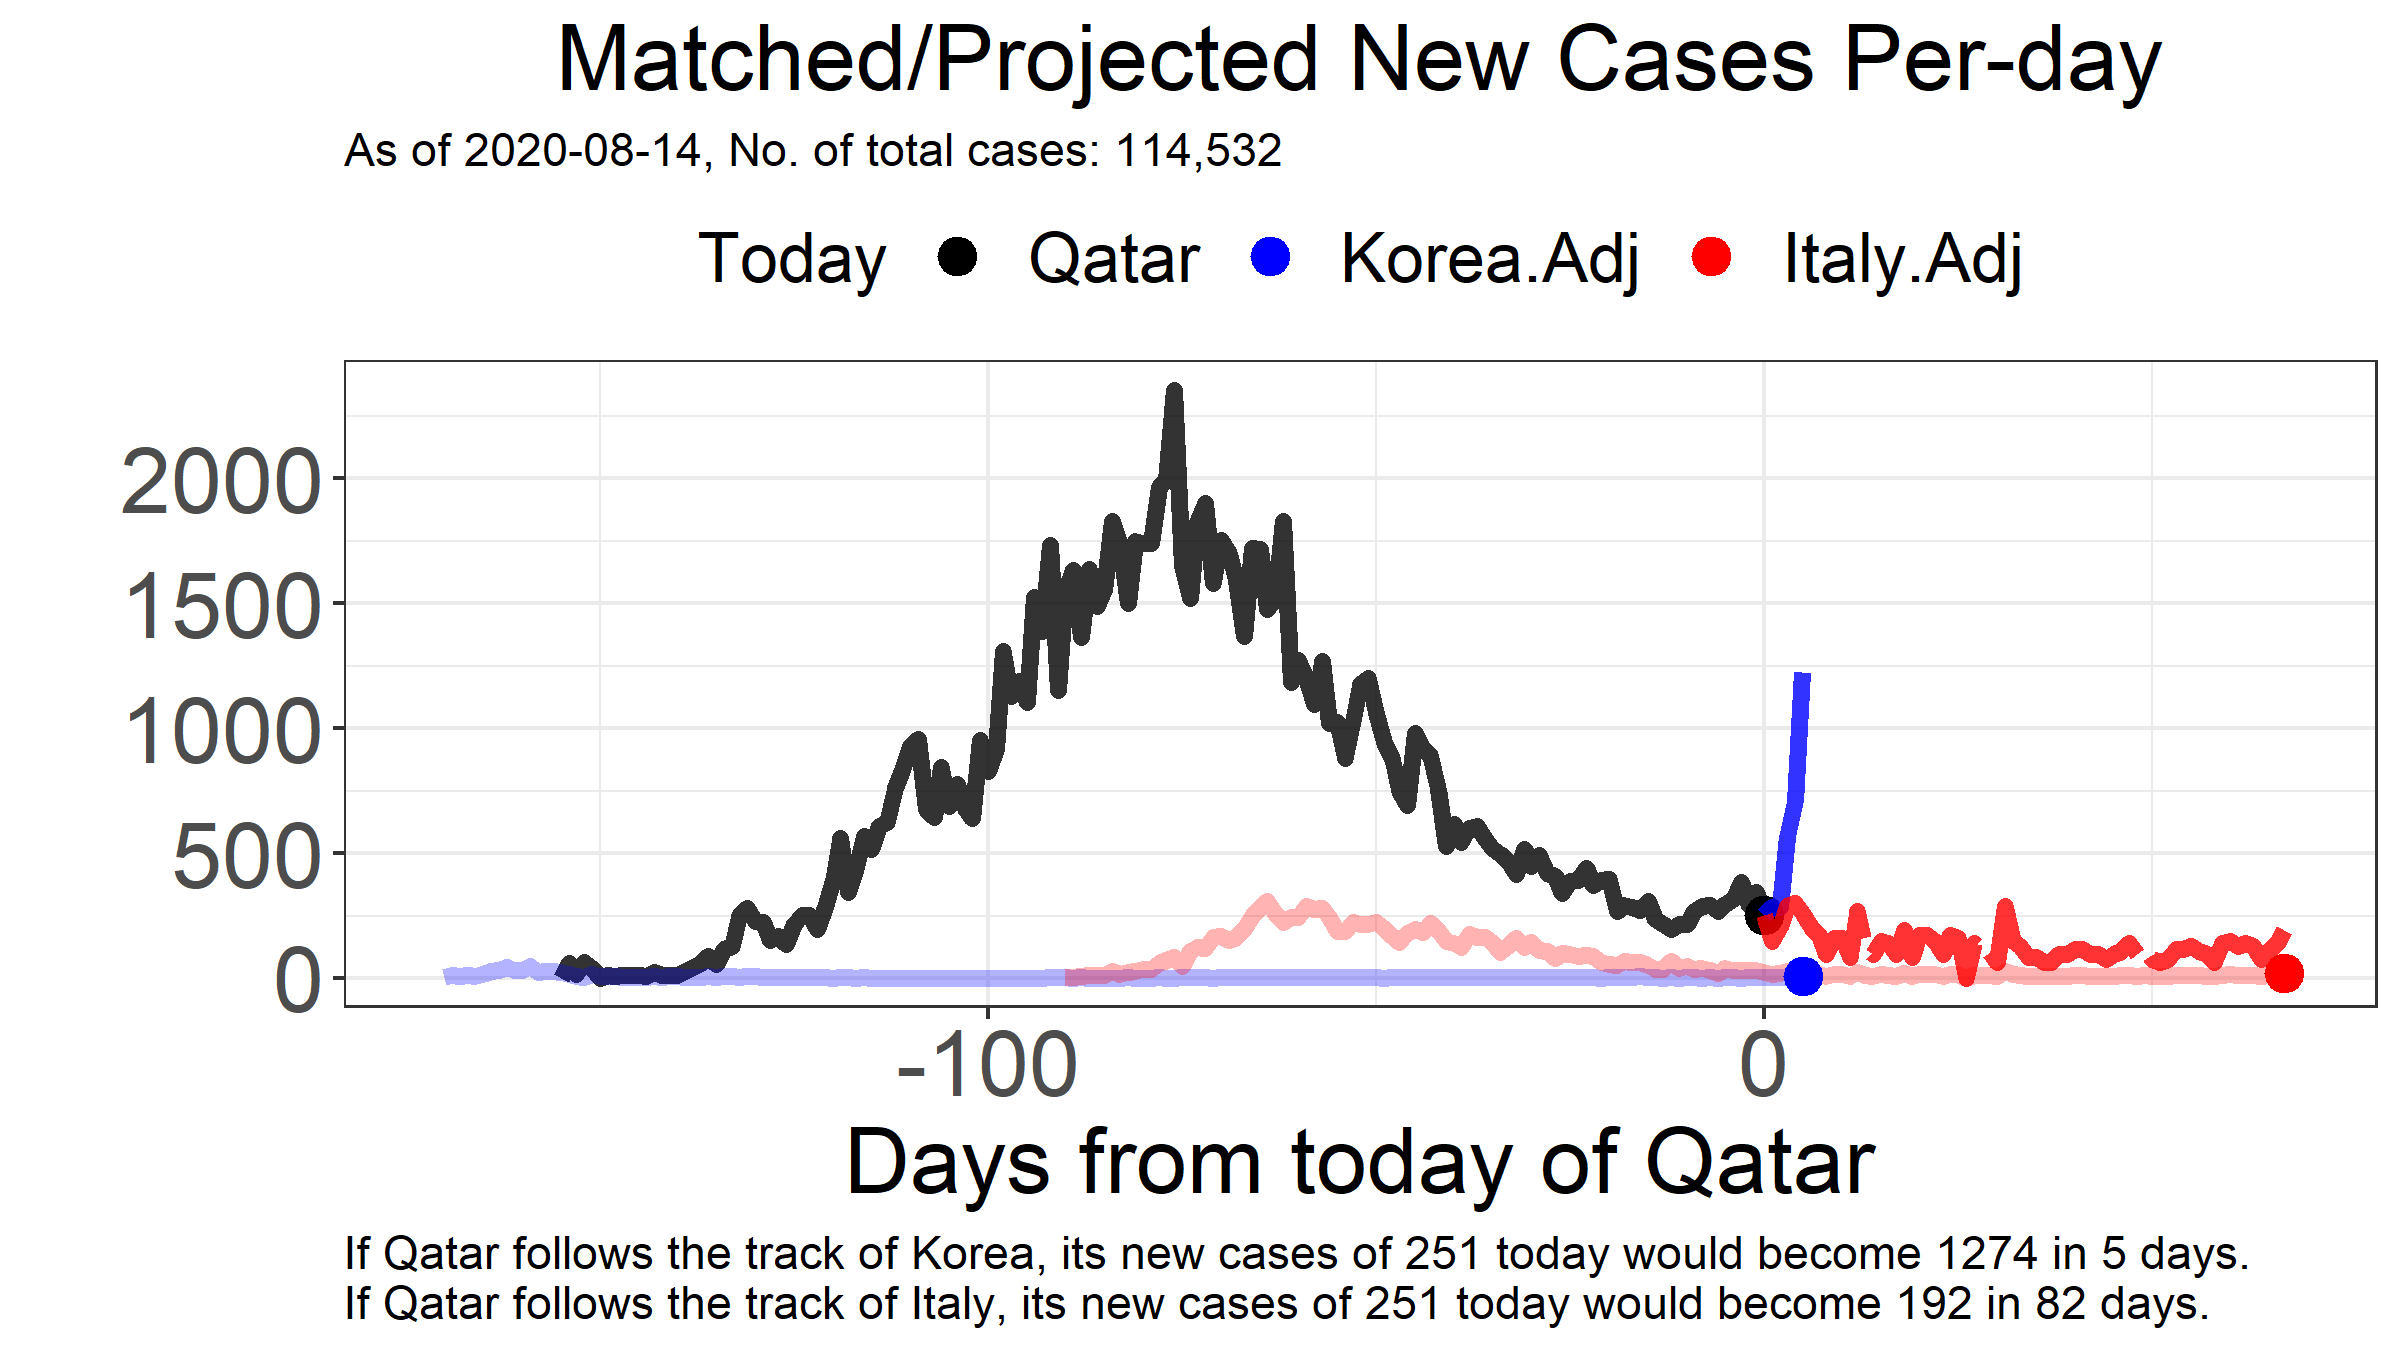 Matched/Projected New Cases Per-day
As of 2020-08-14, No. of total cases: 114,532
Today Qatar Korea.Adj Italy.Adj
2000
1500
1000
500
0
-100 0
Days from today of Qatar
If Qatar follows the track of Korea, its new cases of 251 today would become 1274 in 5 days.
If Qatar follows the track of Italy, its new cases of 251 today would become 192 in 82 days.